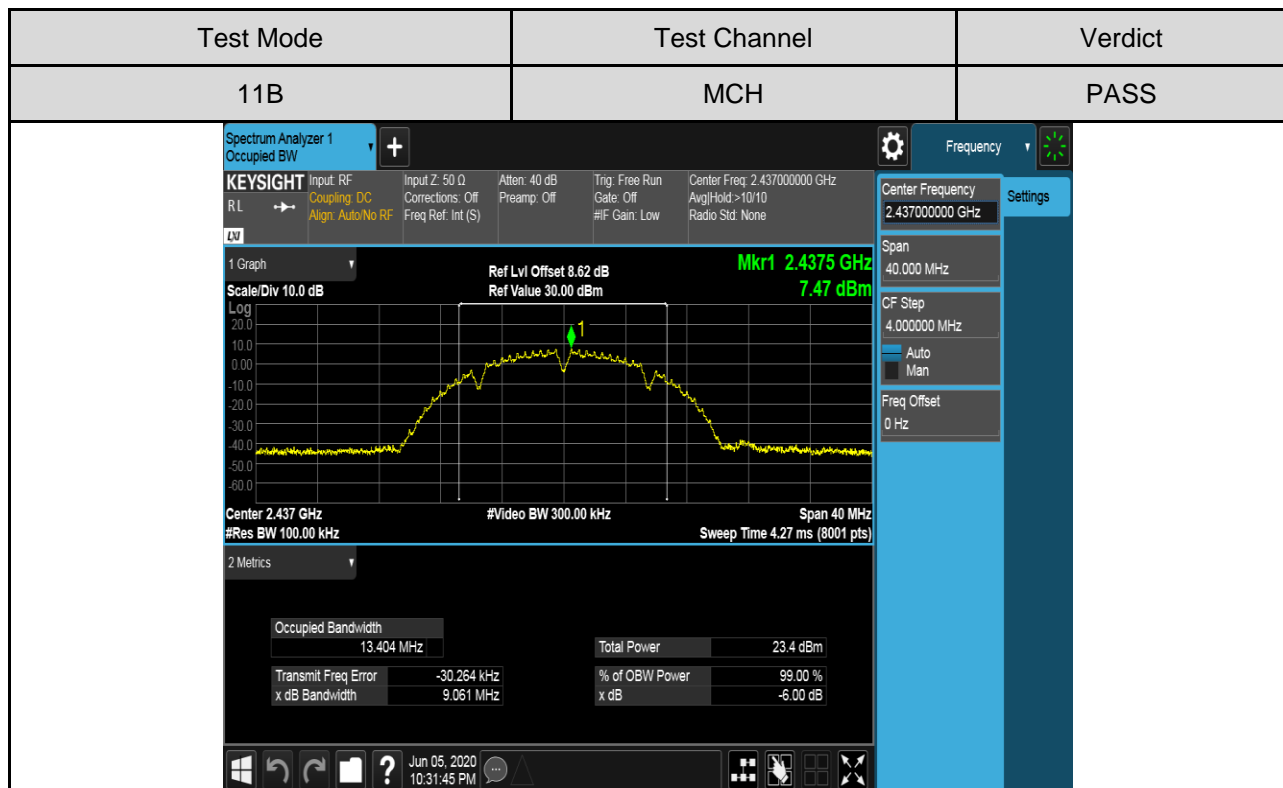 Test Mode Test Channel Verdict
11B MCH PASS
Spectrum Analyzer 1
Occupied BW
+
Frequency
KEYSIGHT
RL
LXI
Input: RF
Coupling: DC
Align: Auto/No RF
Input Z: 50 Ω
Corrections: Off
Freq Ref: Int (S)
Atten: 40 dB
Preamp: Off
Trig: Free Run
Gate: Off
#IF Gain: Low
Center Freq: 2.437000000 GHz
Avg|Hold:>10/10
Radio Std: None
Center Frequency
2.437000000 GHz
Settings
Span
40.000 MHz
CF Step
4.000000 MHz
Auto
Man
Freq Offset
0 Hz
1 Graph
Scale/Div 10.0 dB
Ref Lvl Offset 8.62 dB
Ref Value 30.00 dBm
Mkr1 2.4375 GHz
7.47 dBm
Log
20.0
10.0
0.00
-10.0
-20.0
-30.0
-40.0
-50.0
-60.0
1
Center 2.437 GHz #Video BW 300.00 kHz Span 40 MHz
#Res BW 100.00 kHz Sweep Time 4.27 ms (8001 pts)
2 Metrics
Occupied Bandwidth
13.404 MHz
Total Power 23.4 dBm
Transmit Freq Error -30.264 kHz % of OBW Power 99.00 %
x dB Bandwidth 9.061 MHz x dB -6.00 dB
?
Jun 05, 2020
10:31:45 PM